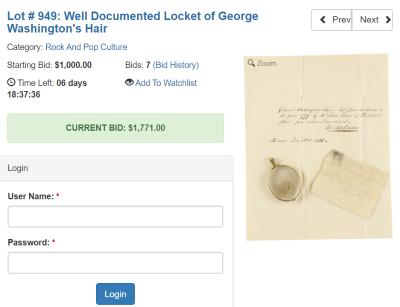 Lot # 949: Well Documented Locket of George
Washington's Hair
Prev
Next
Category: Rock And Pop Culture
Starting Bid: $1,000.00
Bids: 7 (Bid History)
Time Left: 06 days
18:37:36
Add To Watchlist
CURRENT BID: $1,771.00
Login
User Name: *
Password: *
Login
Zoom